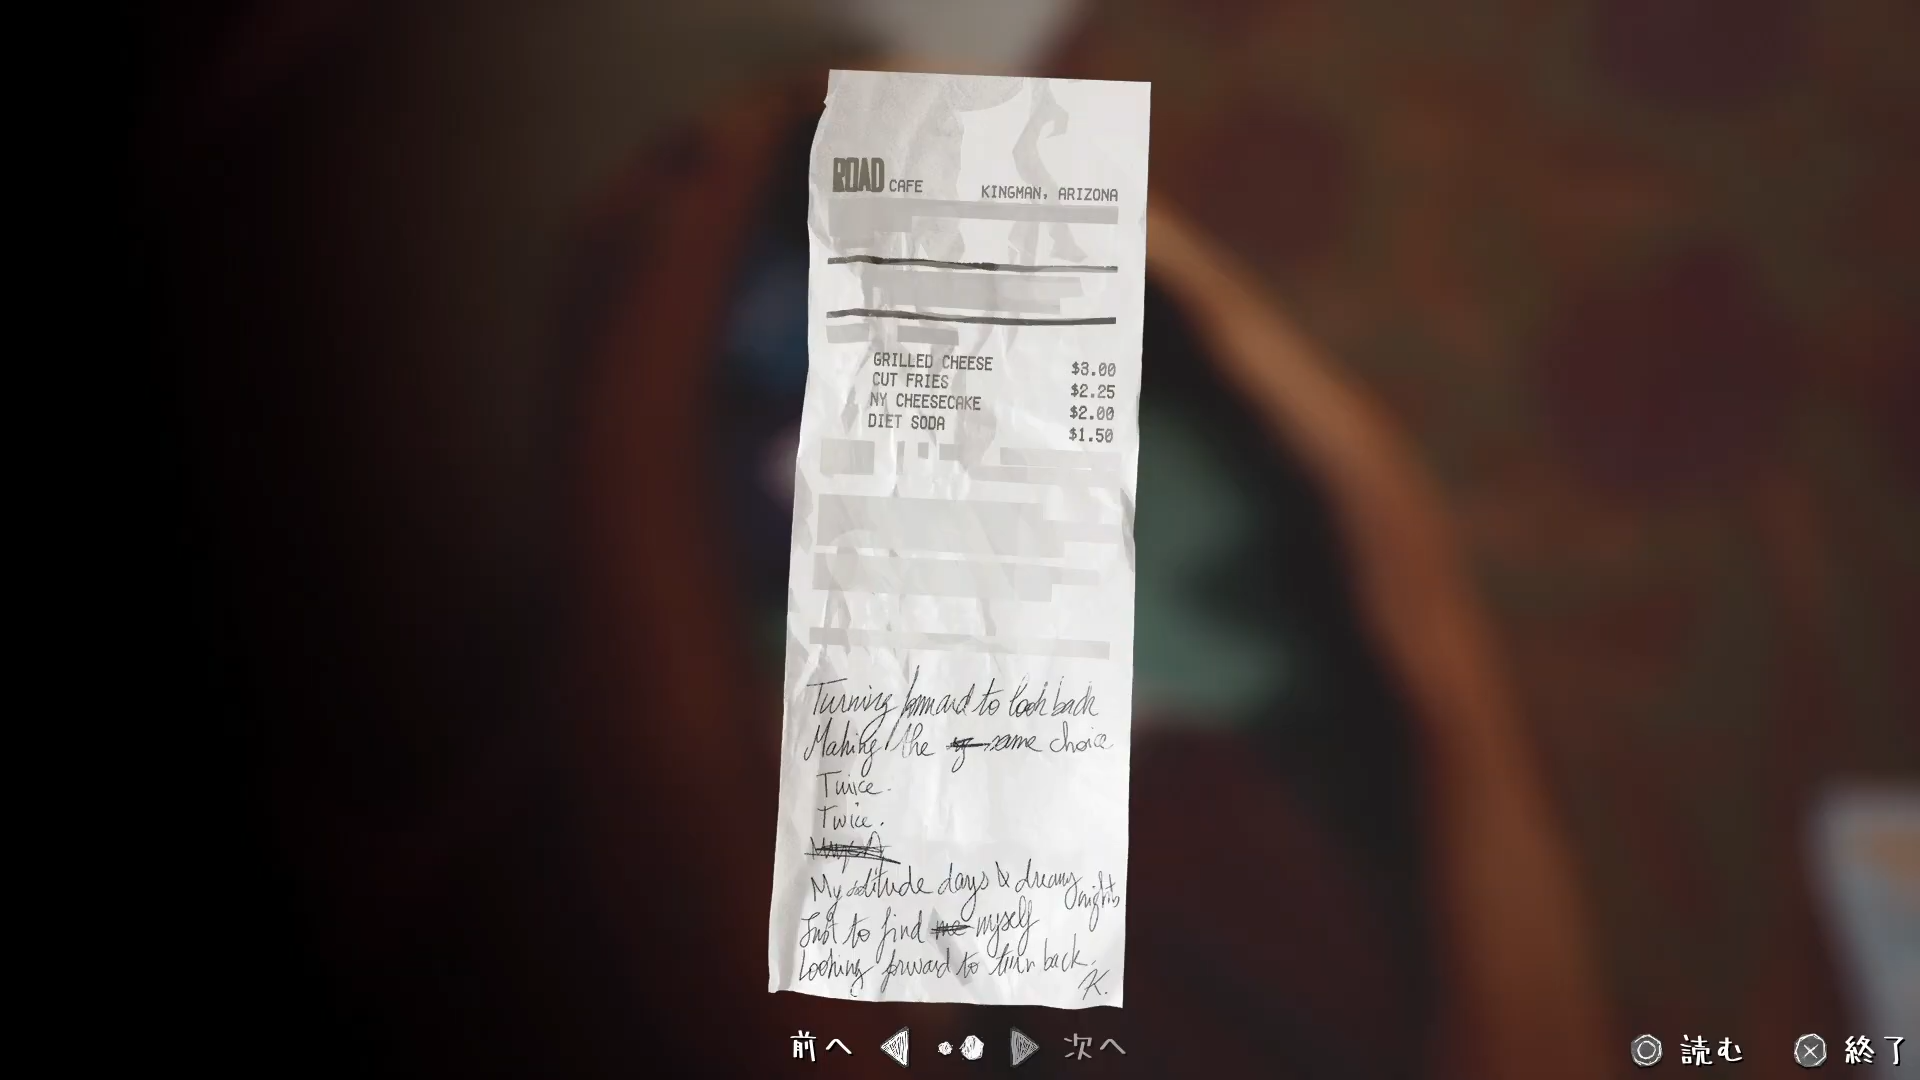 ROAD CAFE KINGMAN, ARIZONA
GRILLED CHEESE $3.00
CUT FRIES $2.25
NY CHEESECAKE $2.00
DIET SODA $1.50
Turning forward to look back
Making the same choice
Twice.
Twice.
My solitude days & dreamy nights
Just to find me myself
Looking forward to turn back.
K.
前へ 次へ 読む 終了